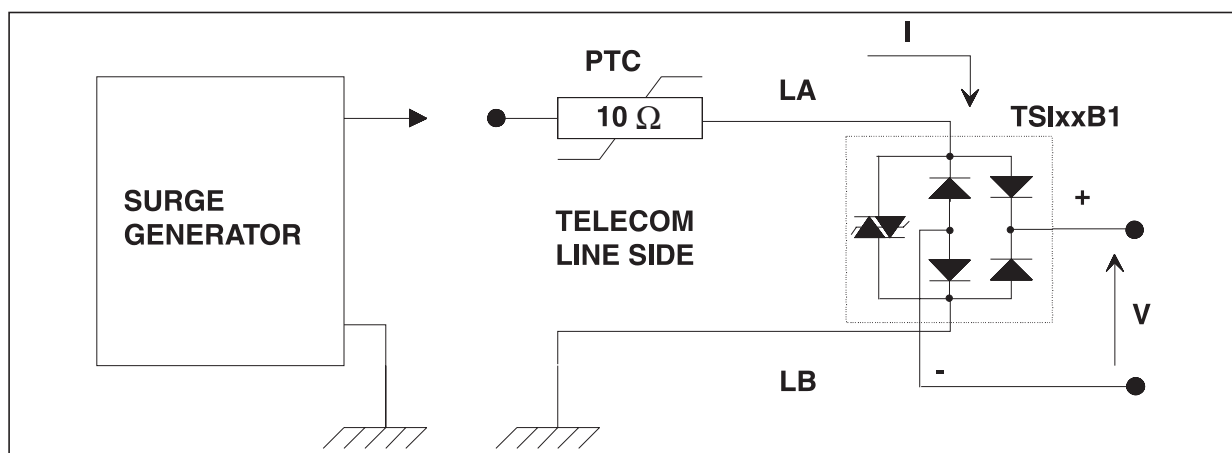 I
PTC
LA
10 Ω
TSIxxB1
SURGE
GENERATOR
+
TELECOM
LINE SIDE
V
LB
-